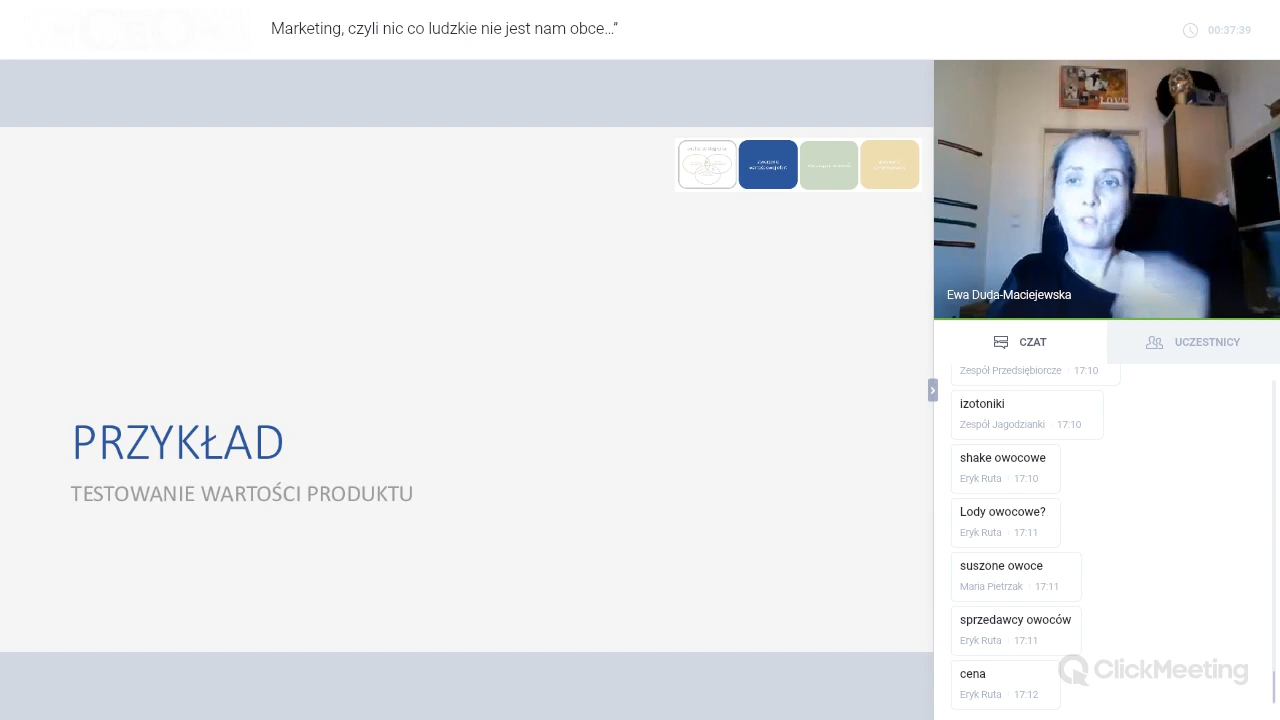 Marketing, czyli nic co ludzkie nie jest nam obce...”
00:37:39
PRZYKŁAD
TESTOWANIE WARTOŚCI PRODUKTU
Ewa Duda-Maciejewska
CZAT
UCZESTNICY
Zespół Przedsiębiorcze 17:10
izotoniki
Zespół Jagodzianki 17:10
shake owocowe
Eryk Ruta 17:10
Lody owocowe?
Eryk Ruta 17:11
suszone owoce
Maria Pietrzak 17:11
sprzedawcy owoców
Eryk Ruta 17:11
cena
Eryk Ruta 17:12
ClickMeeting